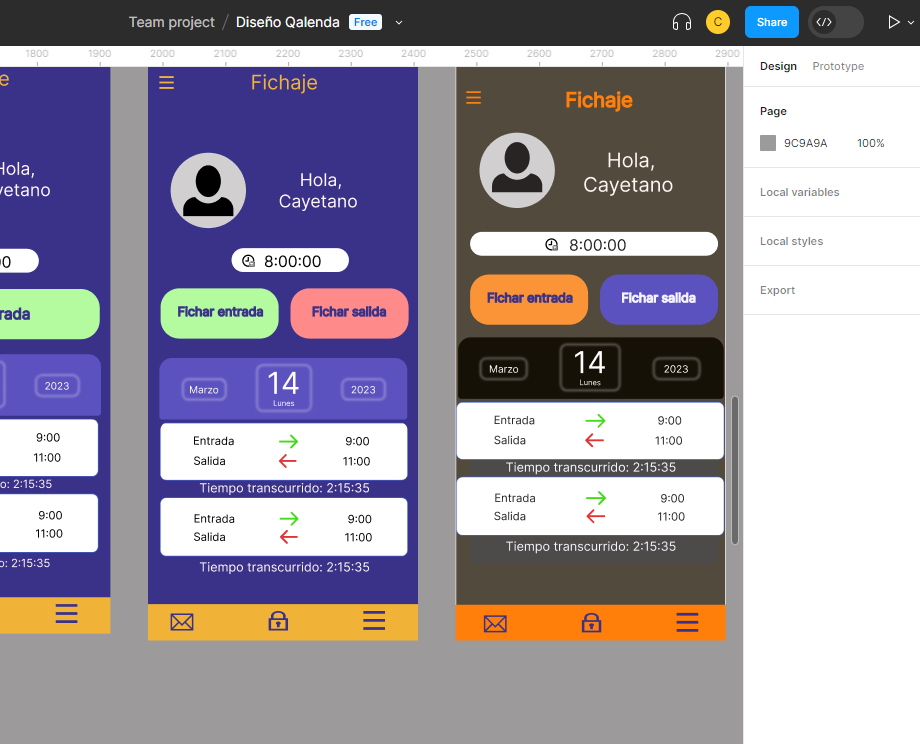 Team project / Diseño Qalenda Free
C
Share
1800 1900 2000 2100 2200 2300 2400 2500 2600 2700 2800 2900
Design Prototype
Page
9C9A9A 100%
Local variables
Local styles
Export
je
Hola,
yetano
00
rada
2023
9:00
11:00
o: 2:15:35
9:00
11:00
o: 2:15:35
Fichaje
Hola,
Cayetano
8:00:00
Fichar entrada
Fichar salida
Marzo
14
Lunes
2023
Entrada 9:00
Salida 11:00
Tiempo transcurrido: 2:15:35
Entrada 9:00
Salida 11:00
Tiempo transcurrido: 2:15:35
Fichaje
Hola,
Cayetano
8:00:00
Fichar entrada
Fichar salida
Marzo
14
Lunes
2023
Entrada 9:00
Salida 11:00
Tiempo transcurrido: 2:15:35
Entrada 9:00
Salida 11:00
Tiempo transcurrido: 2:15:35